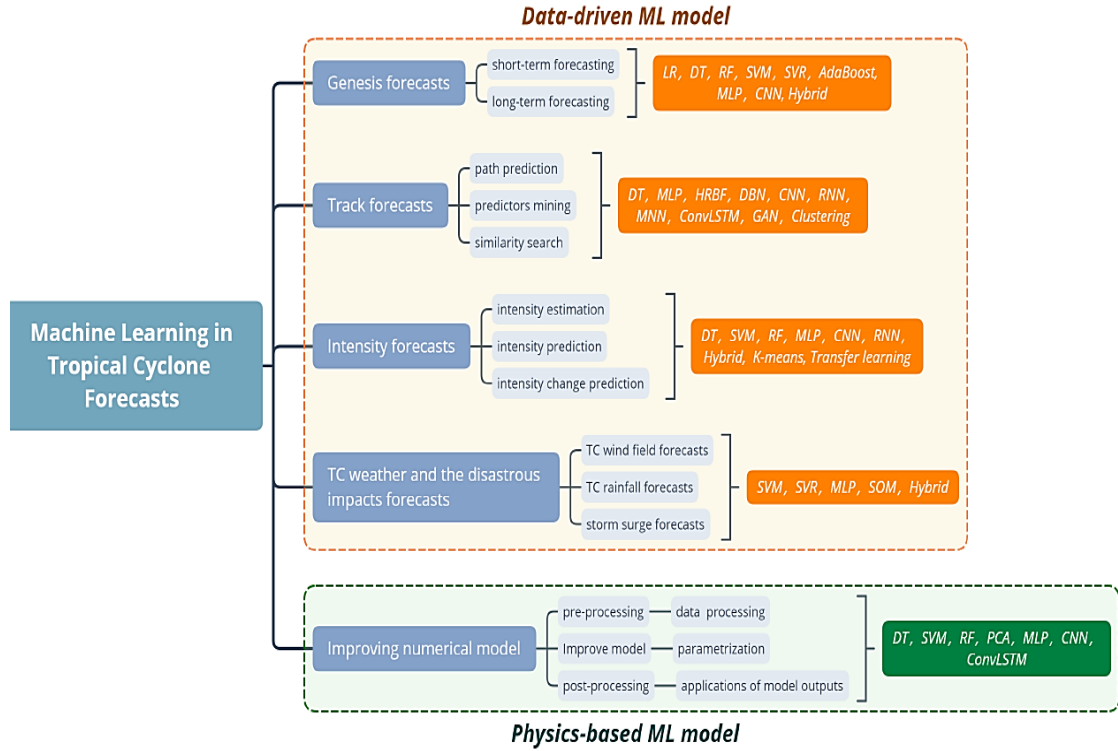 Data-driven ML model
Genesis forecasts
short-term forecasting
long-term forecasting
LR, DT, RF, SVM, SVR, AdaBoost,
MLP, CNN, Hybrid
Track forecasts
path prediction
predictors mining
similarity search
DT, MLP, HRBF, DBN, CNN, RNN,
MNN, ConvLSTM, GAN, Clustering
Machine Learning in
Tropical Cyclone
Forecasts
Intensity forecasts
intensity estimation
intensity prediction
intensity change prediction
DT, SVM, RF, MLP, CNN, RNN,
Hybrid, K-means, Transfer learning
TC weather and the disastrous
impacts forecasts
TC wind field forecasts
TC rainfall forecasts
storm surge forecasts
SVM, SVR, MLP, SOM, Hybrid
Improving numerical model
pre-processing
data processing
Improve model
parametrization
post-processing
applications of model outputs
DT, SVM, RF, PCA, MLP, CNN,
ConvLSTM
Physics-based ML model